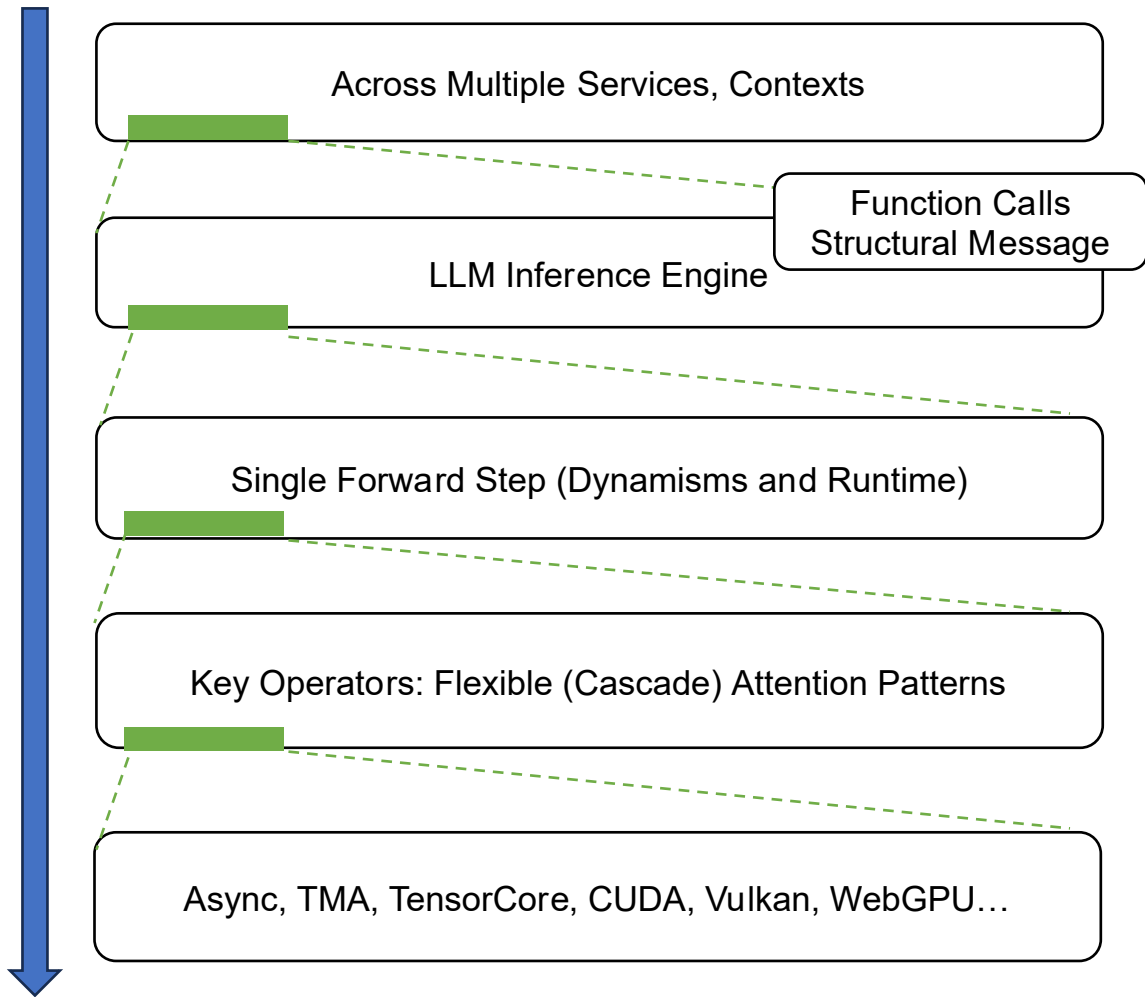 Across Multiple Services, Contexts
Function Calls
Structural Message
LLM Inference Engine
Single Forward Step (Dynamisms and Runtime)
Key Operators: Flexible (Cascade) Attention Patterns
Async, TMA, TensorCore, CUDA, Vulkan, WebGPU…